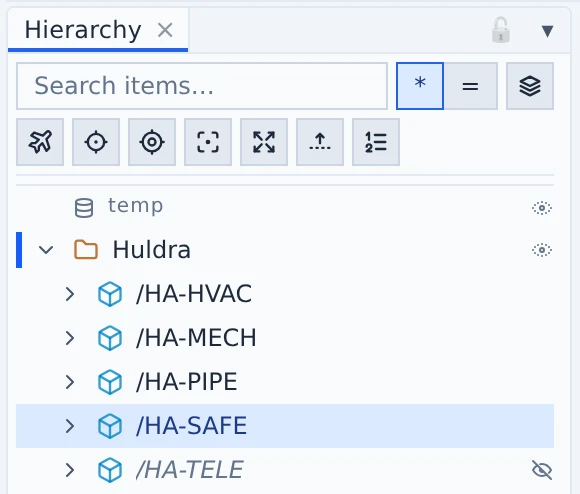 Hierarchy
Search items...
* =
temp
Huldra
/HA-HVAC
/HA-MECH
/HA-PIPE
/HA-SAFE
/HA-TELE